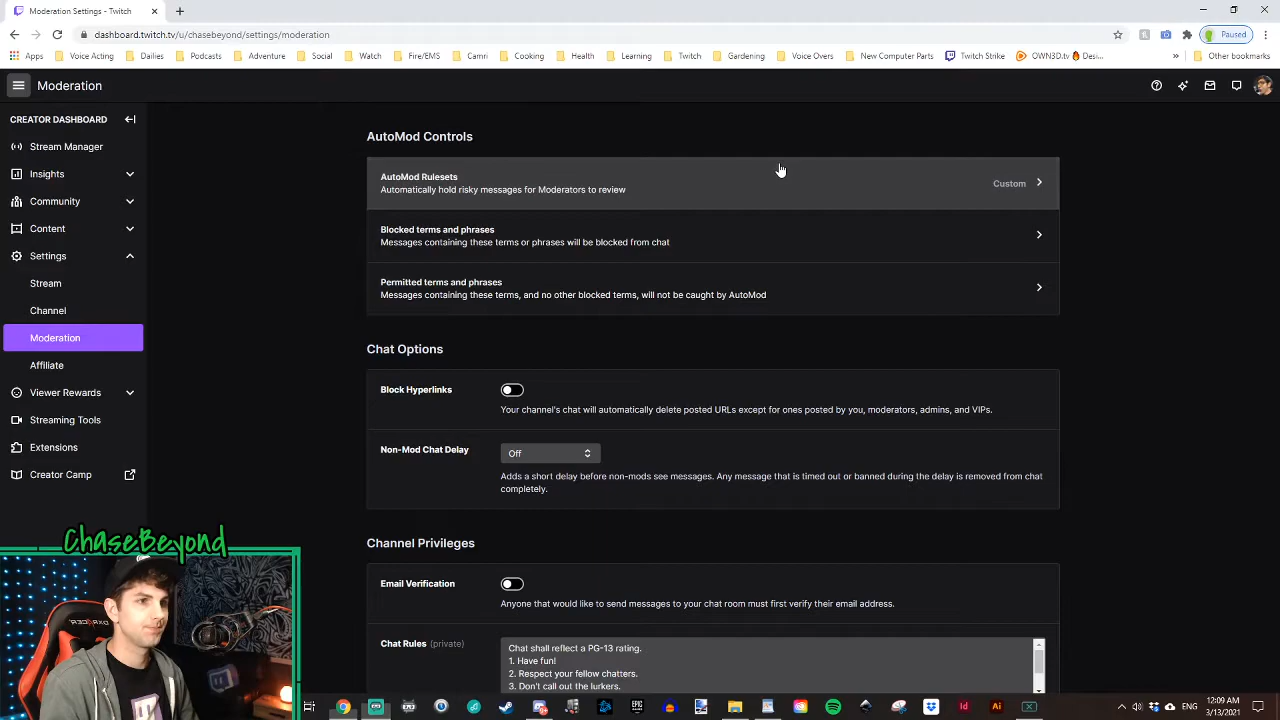 Moderation Settings - Twitch
dashboard.twitch.tv/u/chasebeyond/settings/moderation
Paused
Apps
Voice Acting
Dailies
Podcasts
Adventure
Social
Watch
Fire/EMS
Camri
Cooking
Health
Learning
Twitch
Gardening
Voice Overs
New Computer Parts
Twitch Strike
OWN3D.tv
Desi...
Other bookmarks
Moderation
CREATOR DASHBOARD
Stream Manager
Insights
Community
Content
Settings
Stream
Channel
Moderation
Affiliate
Viewer Rewards
Streaming Tools
Extensions
Creator Camp
AutoMod Controls
AutoMod Rulesets
Automatically hold risky messages for Moderators to review
Custom
Blocked terms and phrases
Messages containing these terms or phrases will be blocked from chat
Permitted terms and phrases
Messages containing these terms, and no other blocked terms, will not be caught by AutoMod
Chat Options
Block Hyperlinks
Your channel's chat will automatically delete posted URLs except for ones posted by you, moderators, admins, and VIPs.
Non-Mod Chat Delay
Off
Adds a short delay before non-mods see messages. Any message that is timed out or banned during the delay is removed from chat
completely.
Channel Privileges
Email Verification
Anyone that would like to send messages to your chat room must first verify their email address.
Chat Rules (private)
Chat shall reflect a PG-13 rating.
1. Have fun!
2. Respect your fellow chatters.
3. Don't call out the lurkers.
ChaseBeyond
12:09 AM
3/13/2021